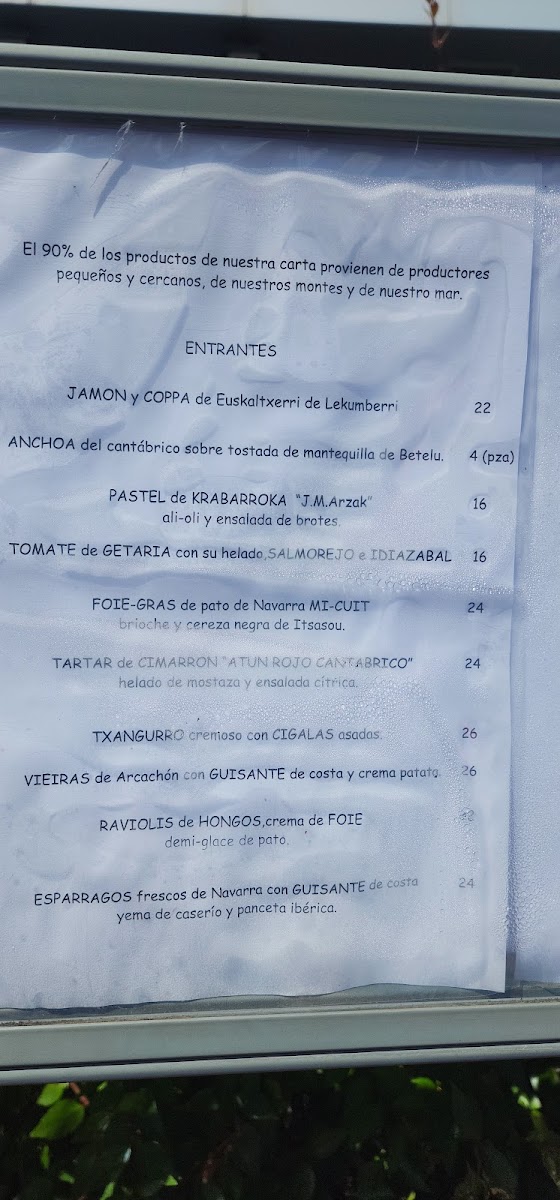 El 90% de los productos de nuestra carta provienen de productores
pequeños y cercanos, de nuestros montes y de nuestro mar.
ENTRANTES
JAMON y COPPA de Euskaltxerri de Lekumberri 22
ANCHOA del cantábrico sobre tostada de mantequilla de Betelu. 4 (pza)
PASTEL de KRABARROKA "J.M.Arzak" 16
ali-oli y ensalada de brotes.
TOMATE de GETARIA con su helado,SALMOREJO e IDIAZABAL 16
FOIE-GRAS de pato de Navarra MI-CUIT 24
brioche y cereza negra de Itsasou.
TARTAR de CIMARRON "ATUN ROJO CANTABRICO" 24
helado de mostaza y ensalada cítrica.
TXANGURRO cremoso con CIGALAS asadas. 26
VIEIRAS de Arcachón con GUISANTE de costa y crema patata. 26
RAVIOLIS de HONGOS,crema de FOIE
demi-glace de pato.
ESPARRAGOS frescos de Navarra con GUISANTE de costa 24
yema de caserío y panceta ibérica.